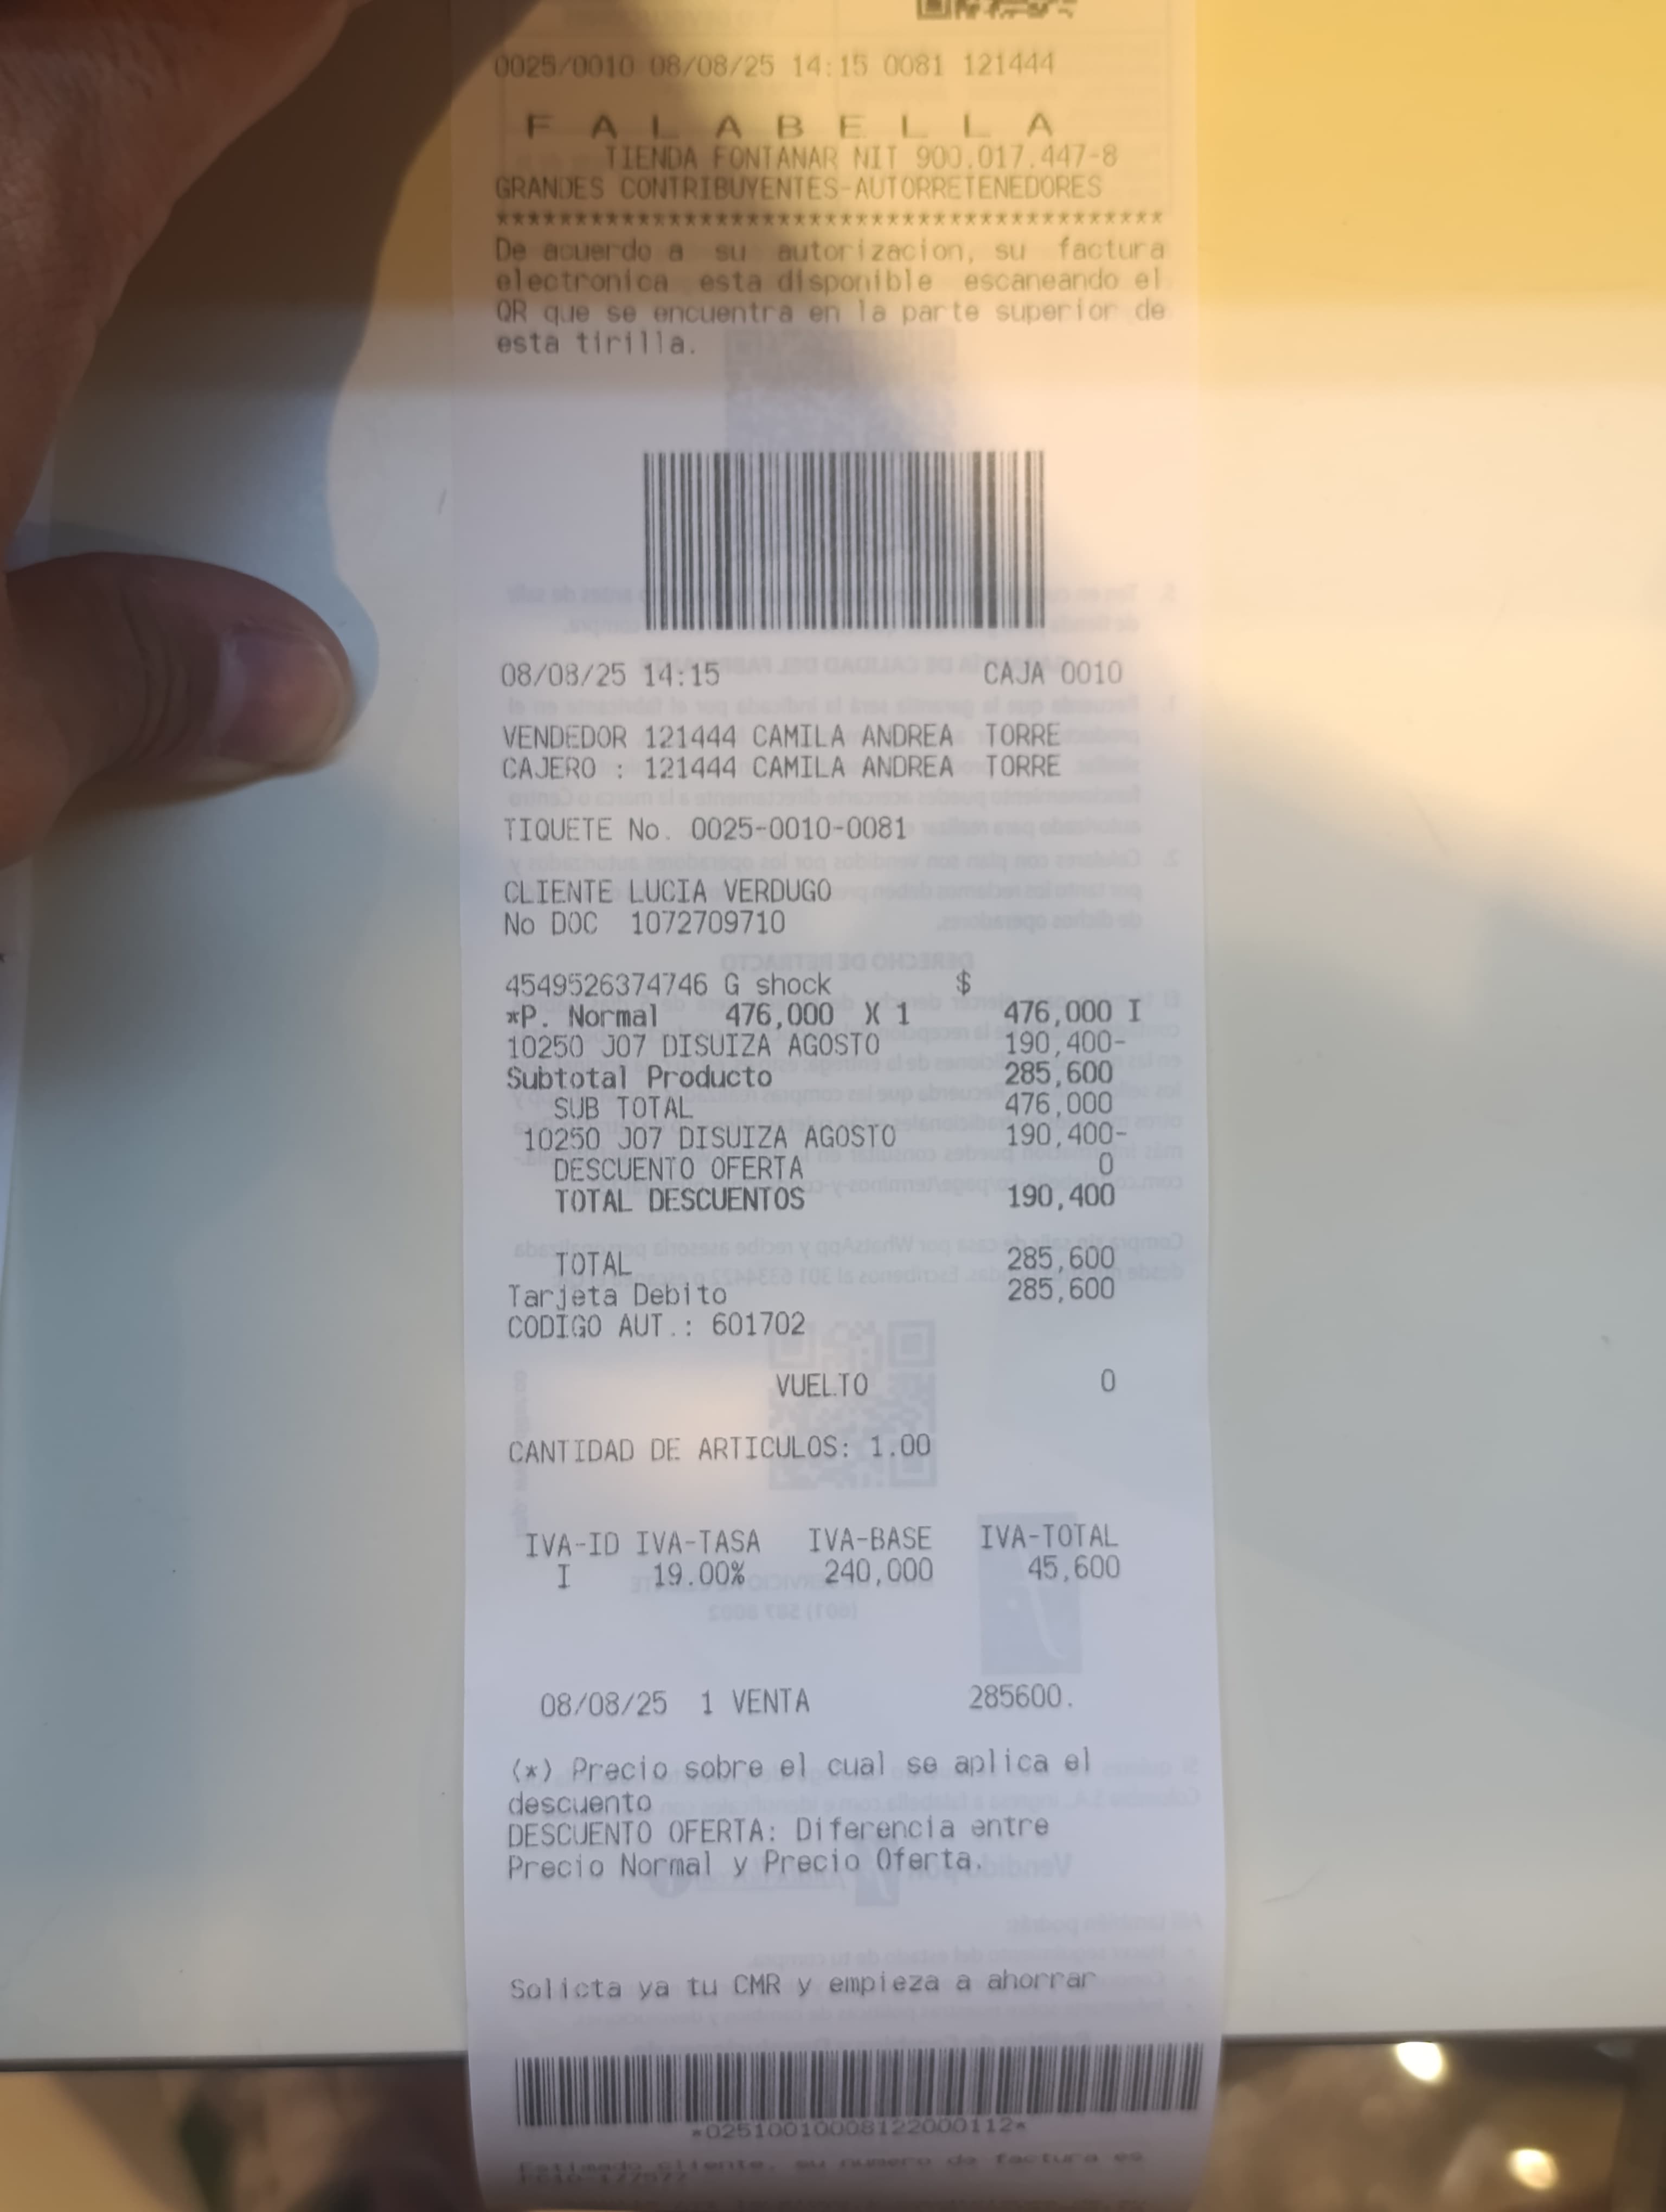 0025/0010 08/08/25 14:15 0081 121444
F A L A B E L L A
TIENDA FONTANAR NIT 900.017.447-8
GRANDES CONTRIBUYENTES-AUTORRETENEDORES
*******************************************
De acuerdo a su autorizacion, su factura
electronica esta disponible escaneando el
QR que se encuentra en la parte superior de
esta tirilla.
08/08/25 14:15 CAJA 0010
VENDEDOR 121444 CAMILA ANDREA TORRE
CAJERO : 121444 CAMILA ANDREA TORRE
TIQUETE No. 0025-0010-0081
CLIENTE LUCIA VERDUGO
No DOC 1072709710
4549526374746 G shock $
*P. Normal 476,000 X 1 476,000 I
10250 J07 DISUIZA AGOSTO 190,400-
Subtotal Producto 285,600
SUB TOTAL 476,000
10250 J07 DISUIZA AGOSTO 190,400-
DESCUENTO OFERTA 0
TOTAL DESCUENTOS 190,400
TOTAL 285,600
Tarjeta Debito 285,600
CODIGO AUT.: 601702
VUELTO 0
CANTIDAD DE ARTICULOS: 1.00
IVA-ID IVA-TASA IVA-BASE IVA-TOTAL
I 19.00% 240,000 45,600
08/08/25 1 VENTA 285600.
(*) Precio sobre el cual se aplica el
descuento
DESCUENTO OFERTA: Diferencia entre
Precio Normal y Precio Oferta.
Solicta ya tu CMR y empieza a ahorrar
*02510010008122000112*
Estimado cliente, su numero de factura es